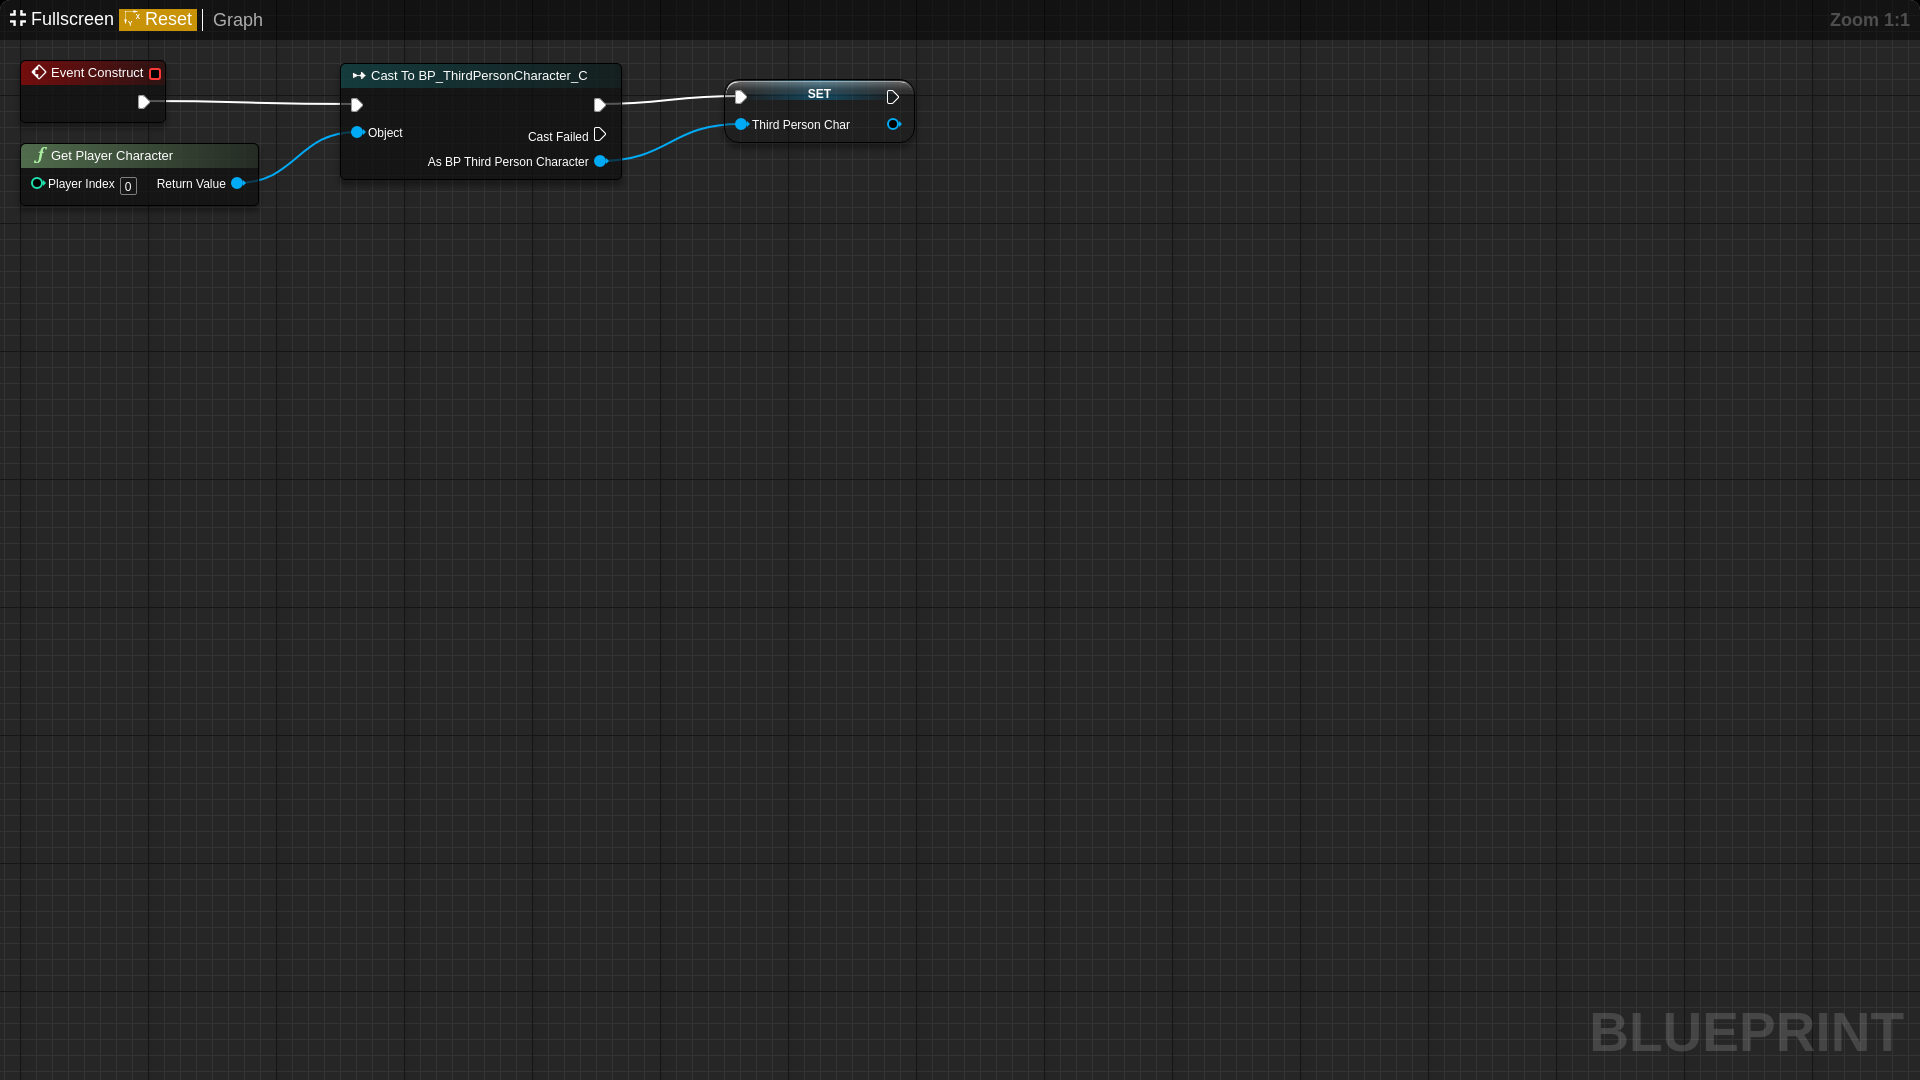 Fullscreen Reset Graph Zoom 1:1
Event Construct
Cast To BP_ThirdPersonCharacter_C
Object
Cast Failed
As BP Third Person Character
SET
Third Person Char
Get Player Character
Player Index 0 Return Value
BLUEPRINT